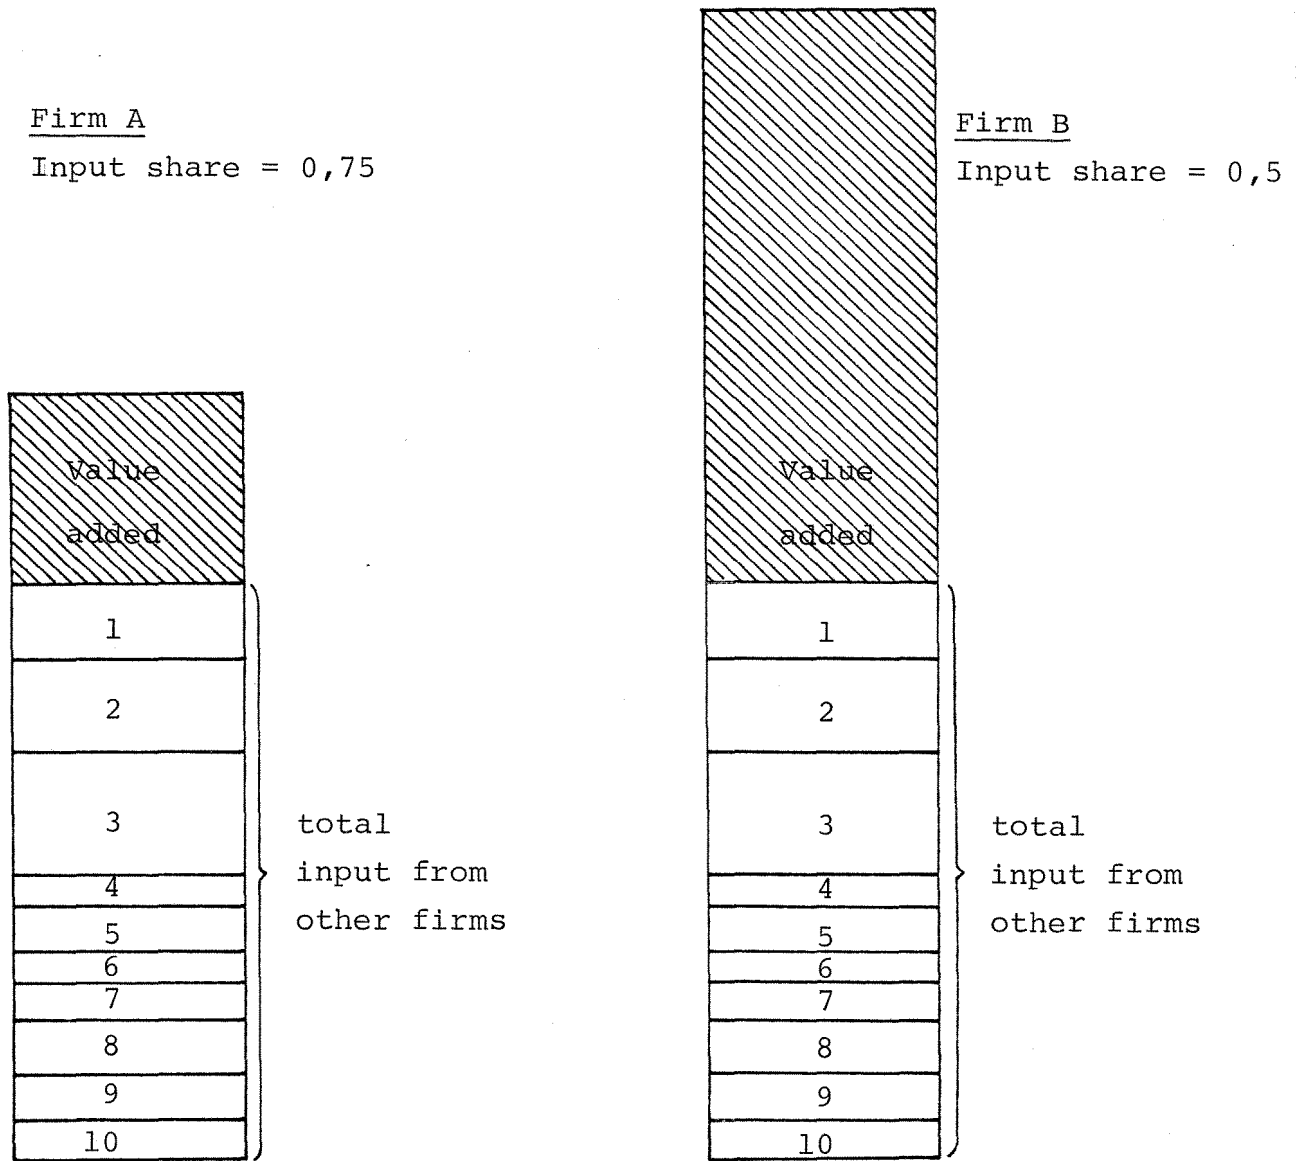 Firm A
Input share = 0,75
Value
added
1
2
3
4
5
6
7
8
9
10
total
input from
other firms
Firm B
Input share = 0,5
Value
added
1
2
3
4
5
6
7
8
9
10
total
input from
other firms